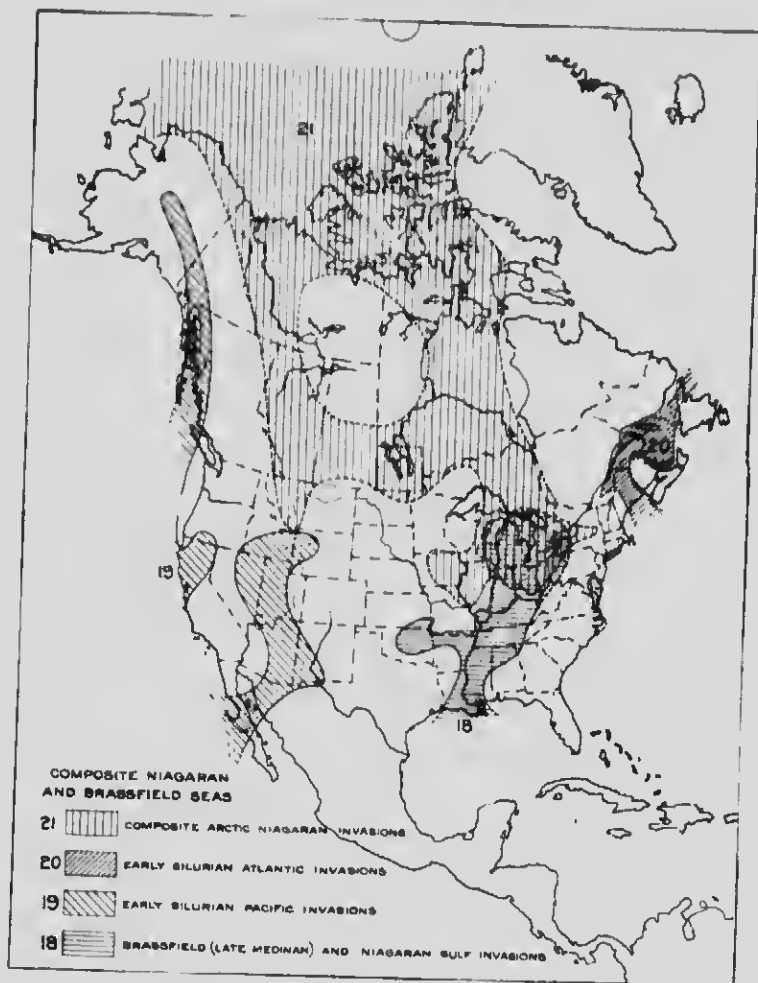 21
20
19
18
COMPOSITE NIAGARAN
AND BRASSFIELD SEAS
21 COMPOSITE ARCTIC NIAGARAN INVASIONS
20 EARLY SILURIAN ATLANTIC INVASIONS
19 EARLY SILURIAN PACIFIC INVASIONS
18 BRASSFIELD (LATE MEDINAN) AND NIAGARAN GULF INVASIONS